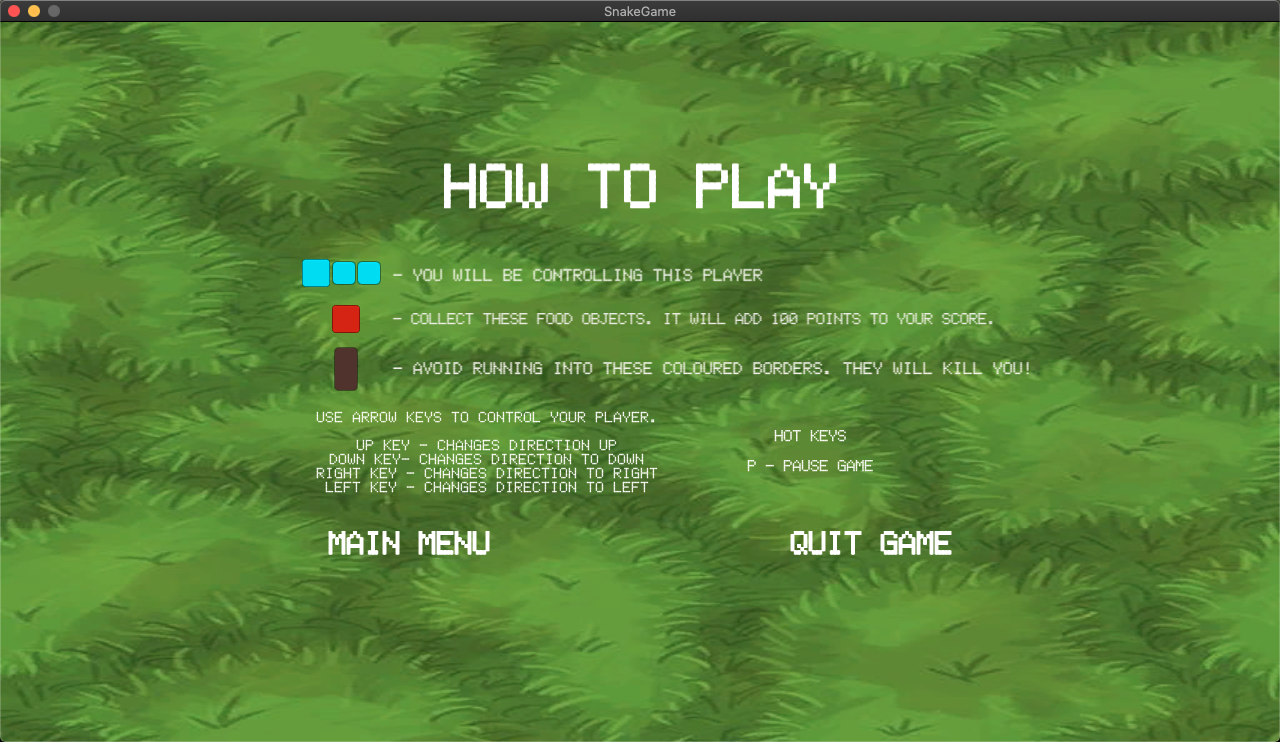 SnakeGame
HOW TO PLAY
- YOU WILL BE CONTROLLING THIS PLAYER
- COLLECT THESE FOOD OBJECTS. IT WILL ADD 100 POINTS TO YOUR SCORE.
- AVOID RUNNING INTO THESE COLOURED BORDERS. THEY WILL KILL YOU!
USE ARROW KEYS TO CONTROL YOUR PLAYER.
UP KEY - CHANGES DIRECTION UP
DOWN KEY- CHANGES DIRECTION TO DOWN
RIGHT KEY - CHANGES DIRECTION TO RIGHT
LEFT KEY - CHANGES DIRECTION TO LEFT
HOT KEYS
P - PAUSE GAME
MAIN MENU
QUIT GAME